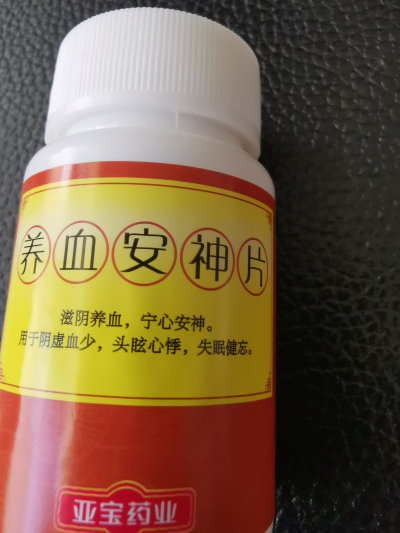 养血安神片
滋阴养血，宁心安神。
用于阴虚血少，头眩心悸，失眠健忘。
亚宝药业